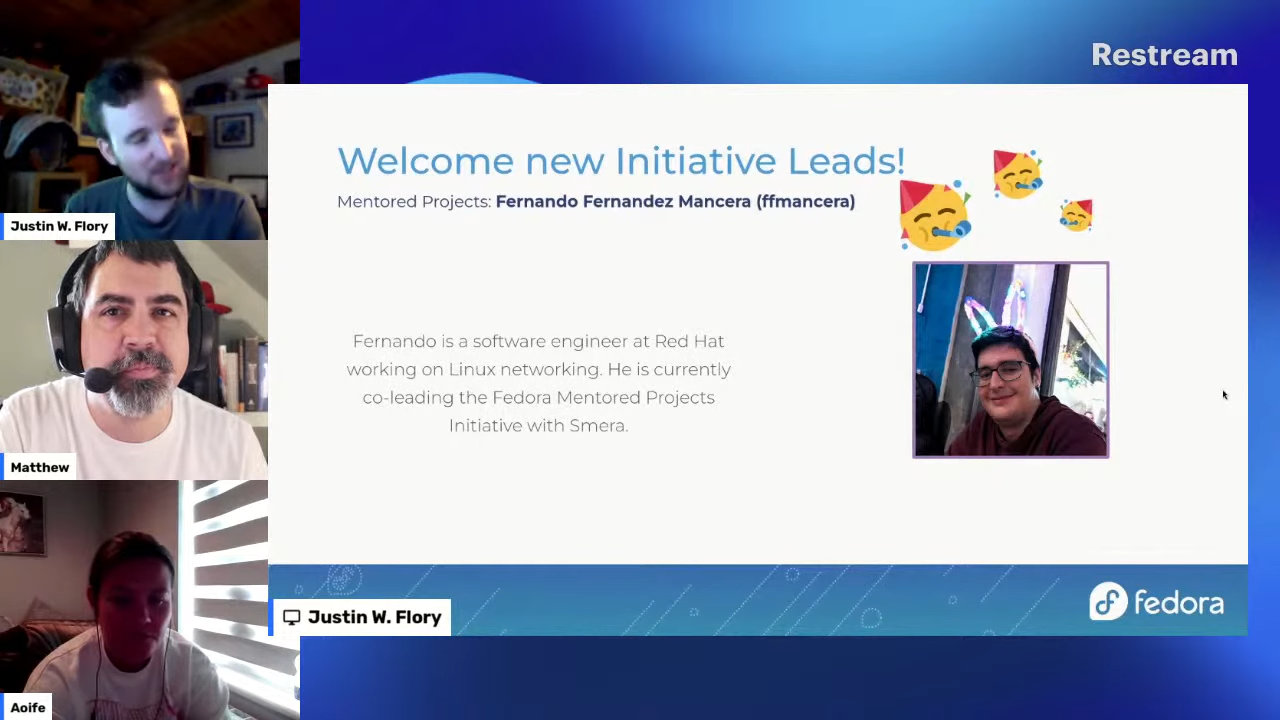 Restream
Welcome new Initiative Leads!
Mentored Projects: Fernando Fernandez Mancera (ffmancera)
Fernando is a software engineer at Red Hat
working on Linux networking. He is currently
co-leading the Fedora Mentored Projects
Initiative with Smera.
fedora
Justin W. Flory
Justin W. Flory
Matthew
Aoife